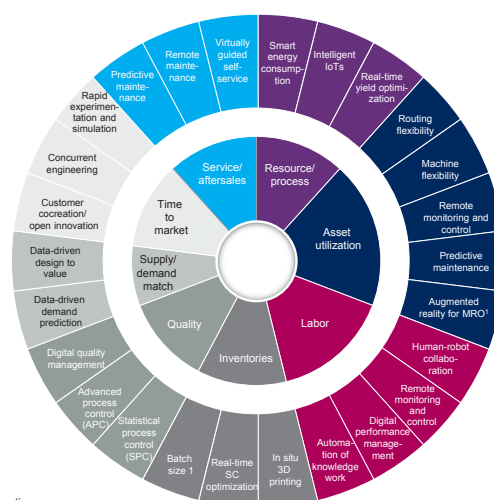 Smart
energy
consump-
tion
Intelligent
IoTs
Real-time
yield optimi-
zation
Routing
flexibility
Machine
flexibility
Remote
monitoring and
control
Predictive
maintenance
Augmented
reality for MRO¹
Human-robot
collabo-
ration
Remote
monitoring
and control
Digital
performance
manage-
ment
Automa-
tion of
knowledge
work
In situ
3D
printing
Real-time
SC
optimization
Batch
size 1
Statistical
process
control
(SPC)
Advanced
process
control
(APC)
Digital quality
management
Data-driven
demand
prediction
Data-driven
design to
value
Customer
cocreation/
open innovation
Concurrent
engineering
Rapid
experimen-
tation and
simulation
Predictive
mainte-
nance
Remote
mainte-
nance
Virtually
guided
self-
service
Service/
aftersales
Resource/
process
Asset
utilization
Labor
Inventories
Quality
Supply/
demand
match
Time
to
market